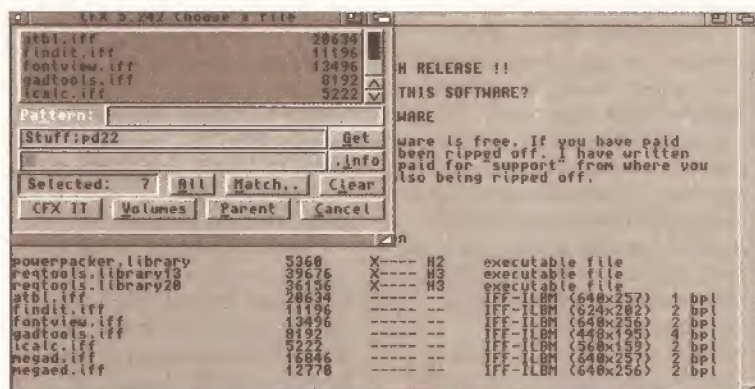 CFX 5.242 Choose a file
atbl.iff 20634
findit.iff 11196
fontview.iff 13496
gadtools.iff 8192
icalc.iff 5222
Pattern:
Stuff:pd22 Get
.info
Selected: 7 All Match.. Clear
CFX IT Volumes Parent Cancel
H RELEASE !!
THIS SOFTWARE?
WARE
ware is free. If you have paid
been ripped off. I have written
paid for "support" from where you
lso being ripped off.
n
powerpacker.library 5360 X---- H2 executable file
reqtools.library13 39676 X---- H3 executable file
reqtools.library20 36156 X---- H3 executable file
atbl.iff 20634 ----- -- IFF-ILBM (640x257) 1 bpl
findit.iff 11196 ----- -- IFF-ILBM (624x202) 2 bpl
fontview.iff 13496 ----- -- IFF-ILBM (640x256) 2 bpl
gadtools.iff 8192 ----- -- IFF-ILBM (448x195) 4 bpl
icalc.iff 5222 ----- -- IFF-ILBM (560x159) 2 bpl
megad.iff 16846 ----- -- IFF-ILBM (640x257) 2 bpl
megaed.iff 12770 ----- -- IFF-ILBM (640x256) 2 bpl